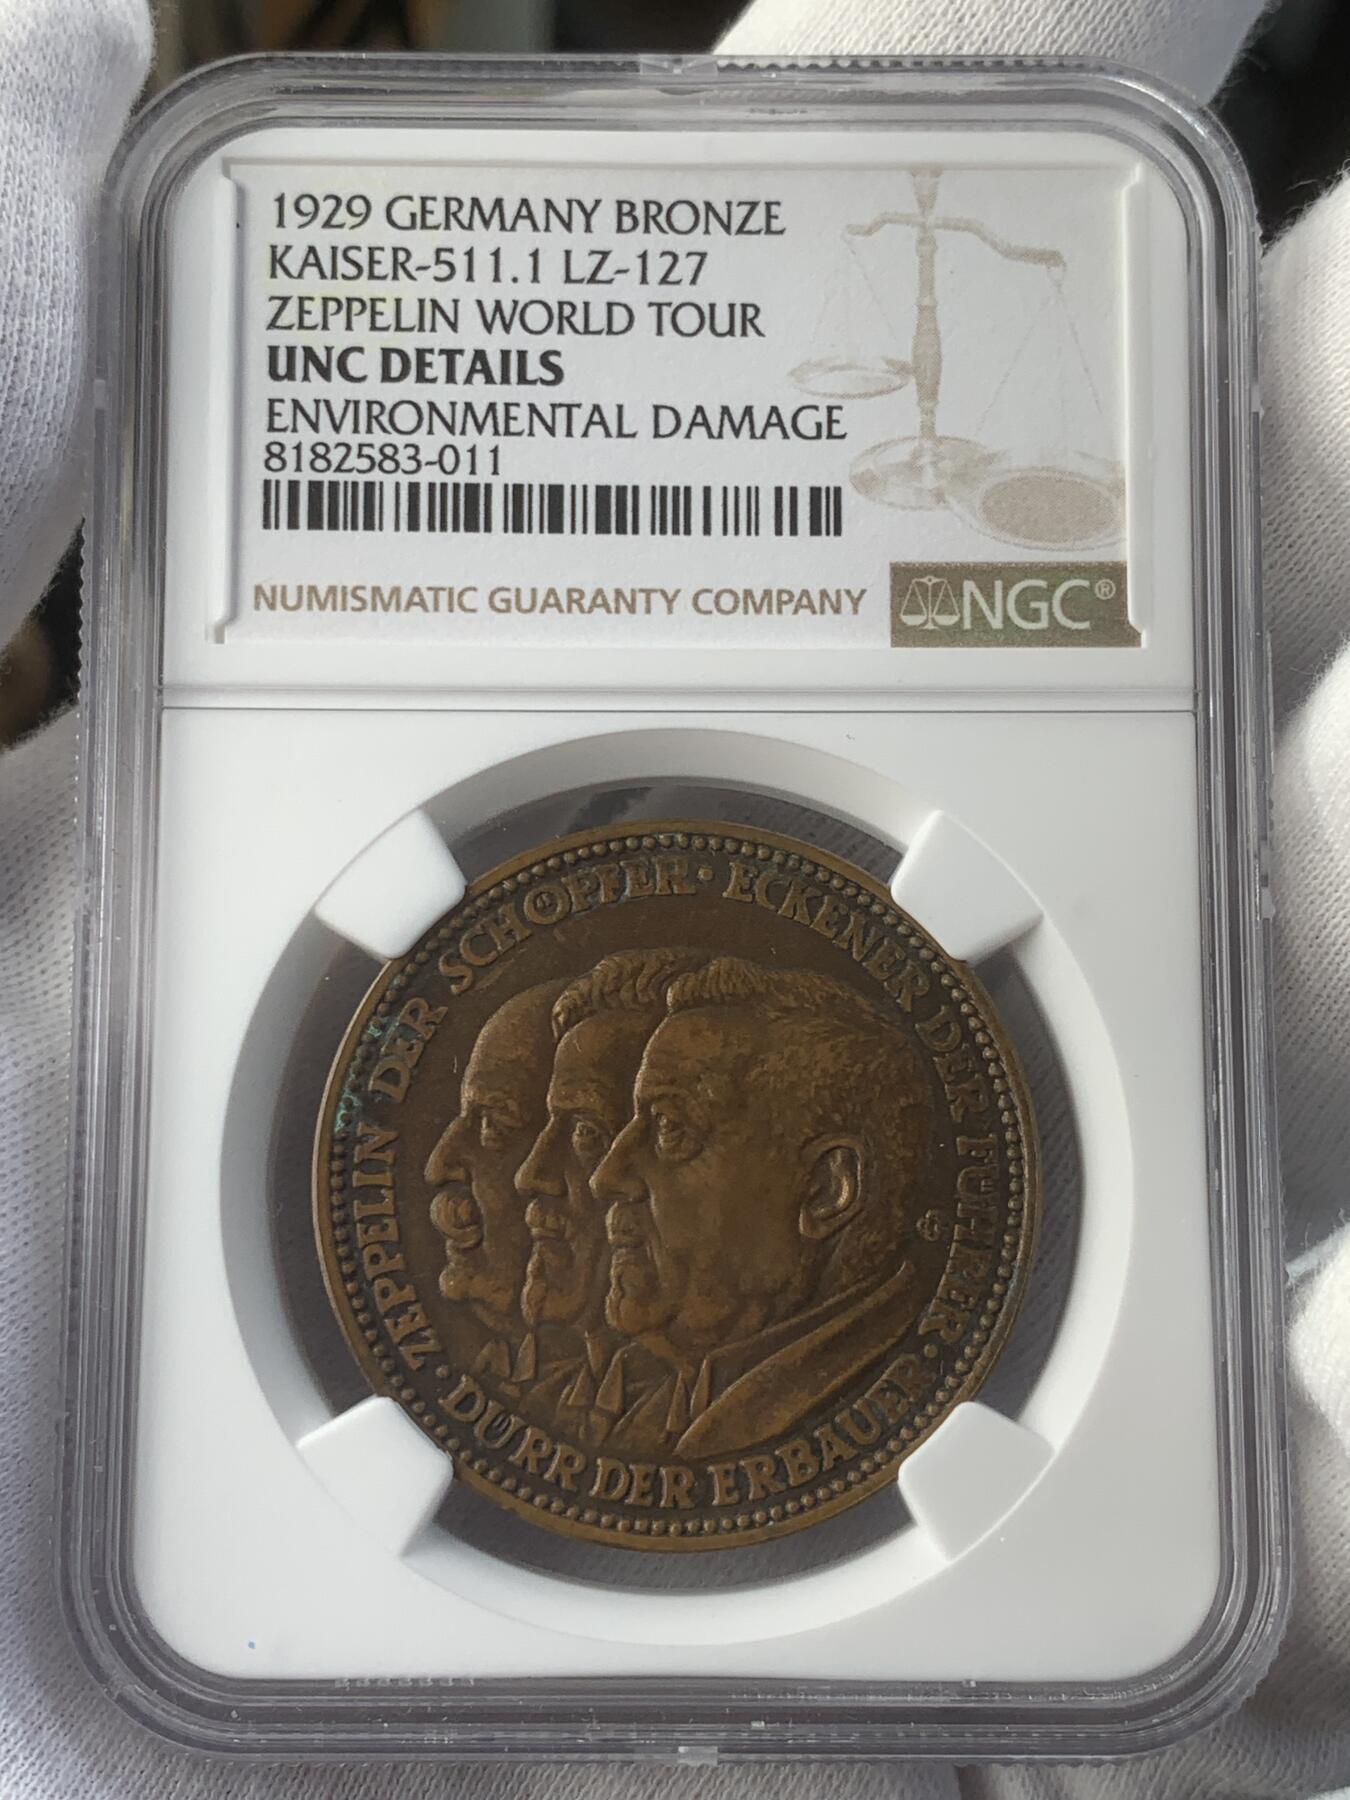 1929 GERMANY BRONZE
KAISER-511.1 LZ-127
ZEPPELIN WORLD TOUR
UNC DETAILS
ENVIRONMENTAL DAMAGE
8182583-011
NUMISMATIC GUARANTY COMPANY
NGC®
· ZEPPELIN DER SCHÖPFER · ECKENER DER FÜHRER ·
DÜRR DER ERBAUER